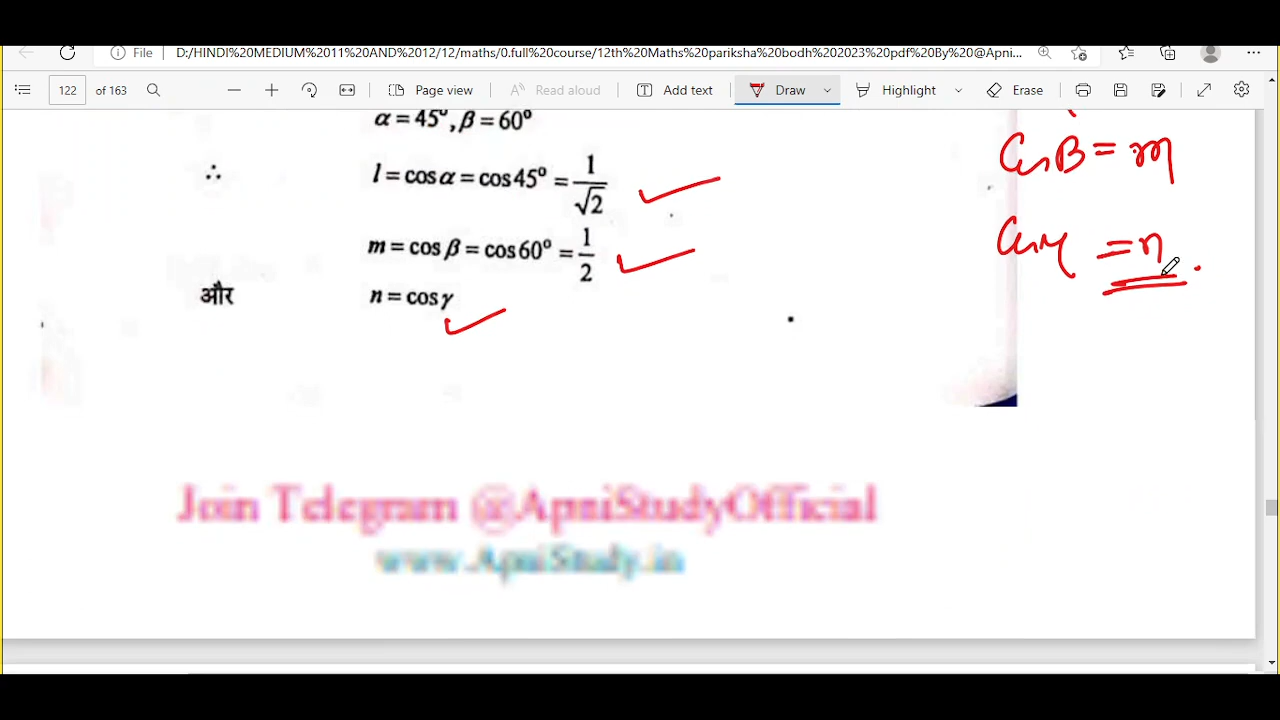 File D:/HINDI%20MEDIUM%2011%20AND%2012/12/maths/0.full%20course/12th%20Maths%20pariksha%20bodh%202023%20pdf%20By%20@Apni...
122 of 163 Page view Read aloud Add text Draw Highlight Erase
α = 45°, β = 60°
∴ l = cos α = cos 45° = 1/√2
m = cos β = cos 60° = 1/2
और n = cos γ
Cos B = m
= n
Join Telegram @ApniStudyOfficial
www.ApniStudy.in